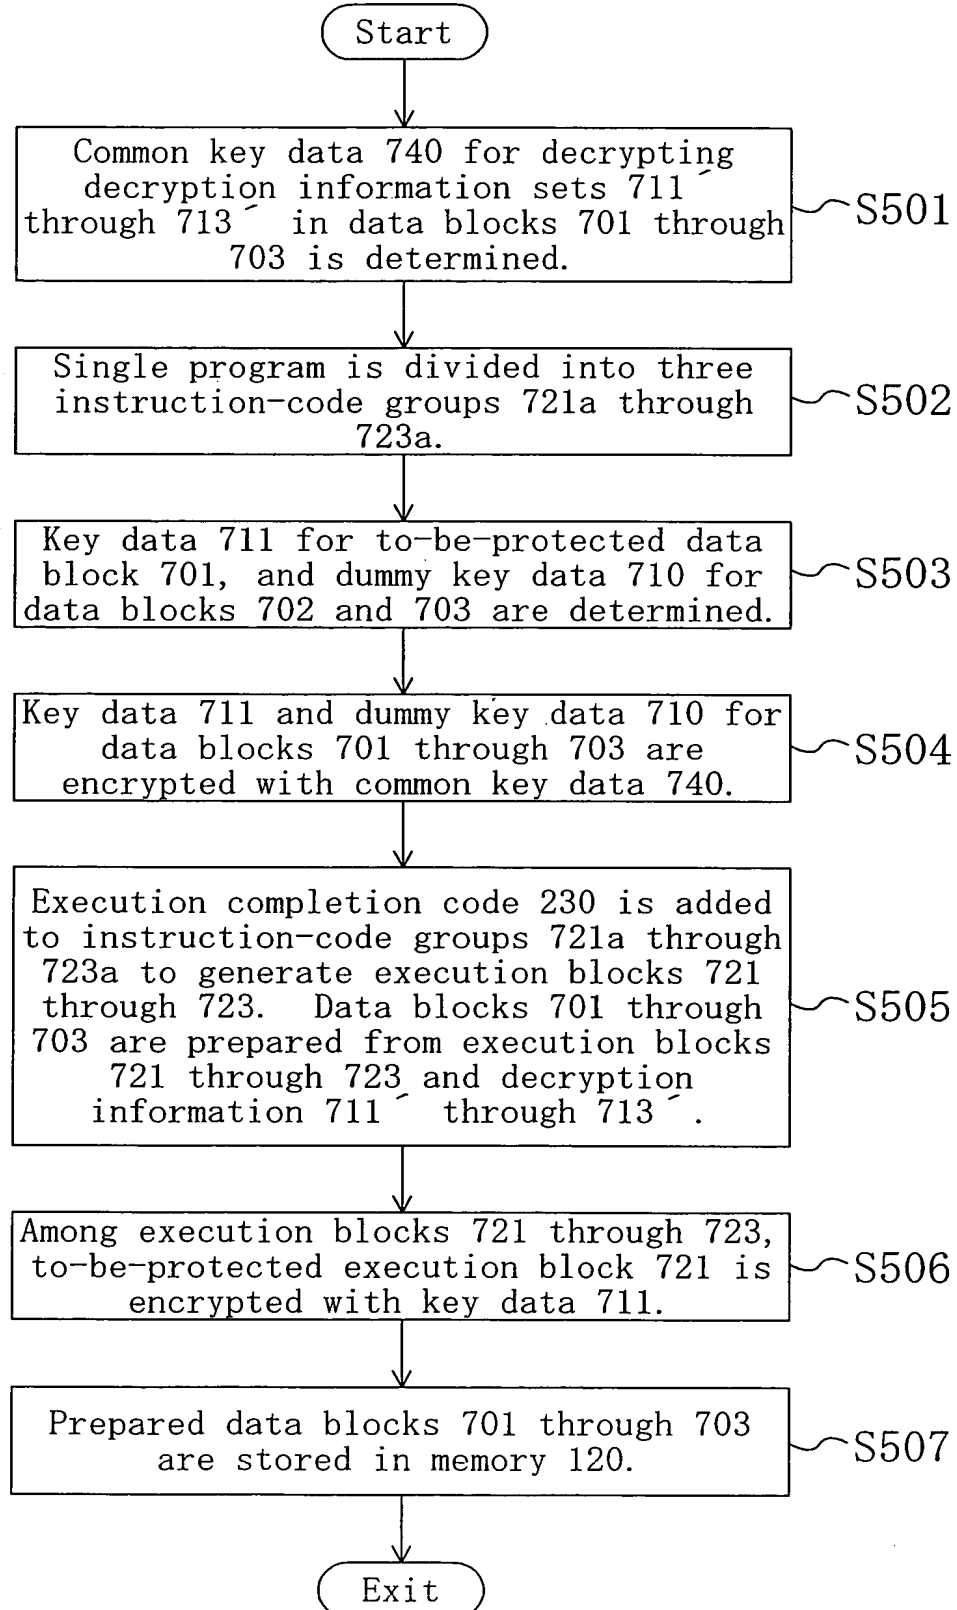 Start
Common key data 740 for decrypting
decryption information sets 711´
through 713´ in data blocks 701 through
703 is determined.
S501
Single program is divided into three
instruction-code groups 721a through
723a.
S502
Key data 711 for to-be-protected data
block 701, and dummy key data 710 for
data blocks 702 and 703 are determined.
S503
Key data 711 and dummy key data 710 for
data blocks 701 through 703 are
encrypted with common key data 740.
S504
Execution completion code 230 is added
to instruction-code groups 721a through
723a to generate execution blocks 721
through 723. Data blocks 701 through
703 are prepared from execution blocks
721 through 723 and decryption
information 711´ through 713´.
S505
Among execution blocks 721 through 723,
to-be-protected execution block 721 is
encrypted with key data 711.
S506
Prepared data blocks 701 through 703
are stored in memory 120.
S507
Exit